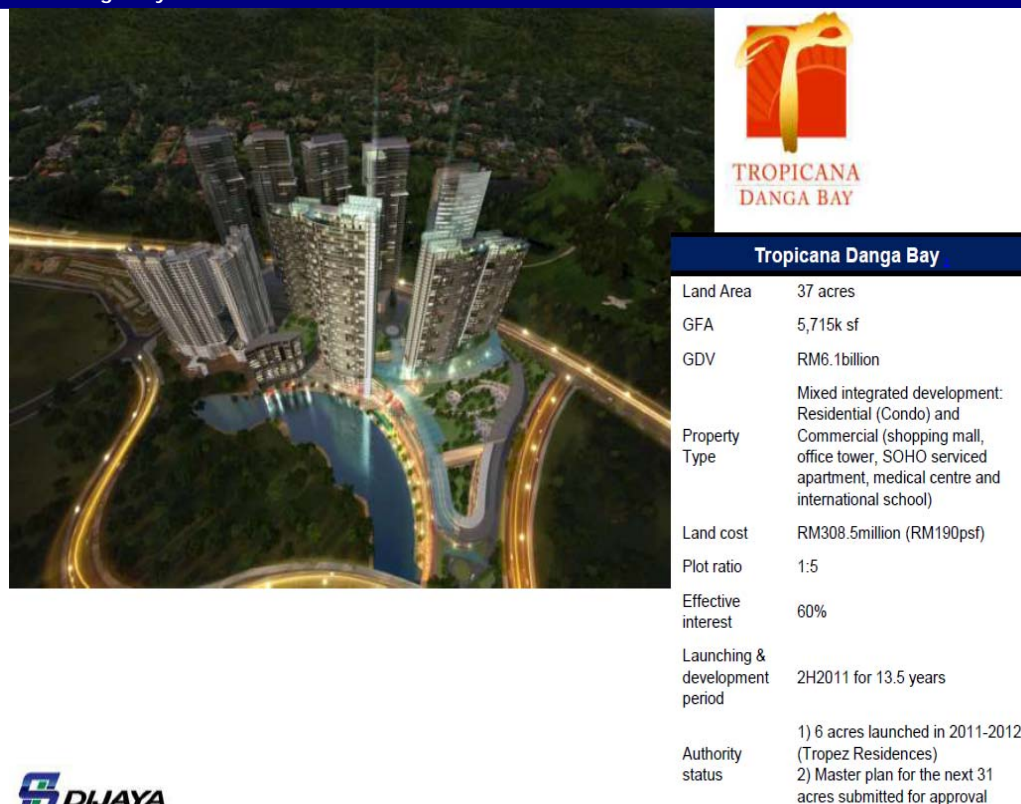 TROPICANA
DANGA BAY
Tropicana Danga Bay
Land Area 37 acres
GFA 5,715k sf
GDV RM6.1billion
Property
Type
Mixed integrated development:
Residential (Condo) and
Commercial (shopping mall,
office tower, SOHO serviced
apartment, medical centre and
international school)
Land cost RM308.5million (RM190psf)
Plot ratio 1:5
Effective
interest
60%
Launching &
development
period
2H2011 for 13.5 years
Authority
status
1) 6 acres launched in 2011-2012
(Tropez Residences)
2) Master plan for the next 31
acres submitted for approval
DIJAYA